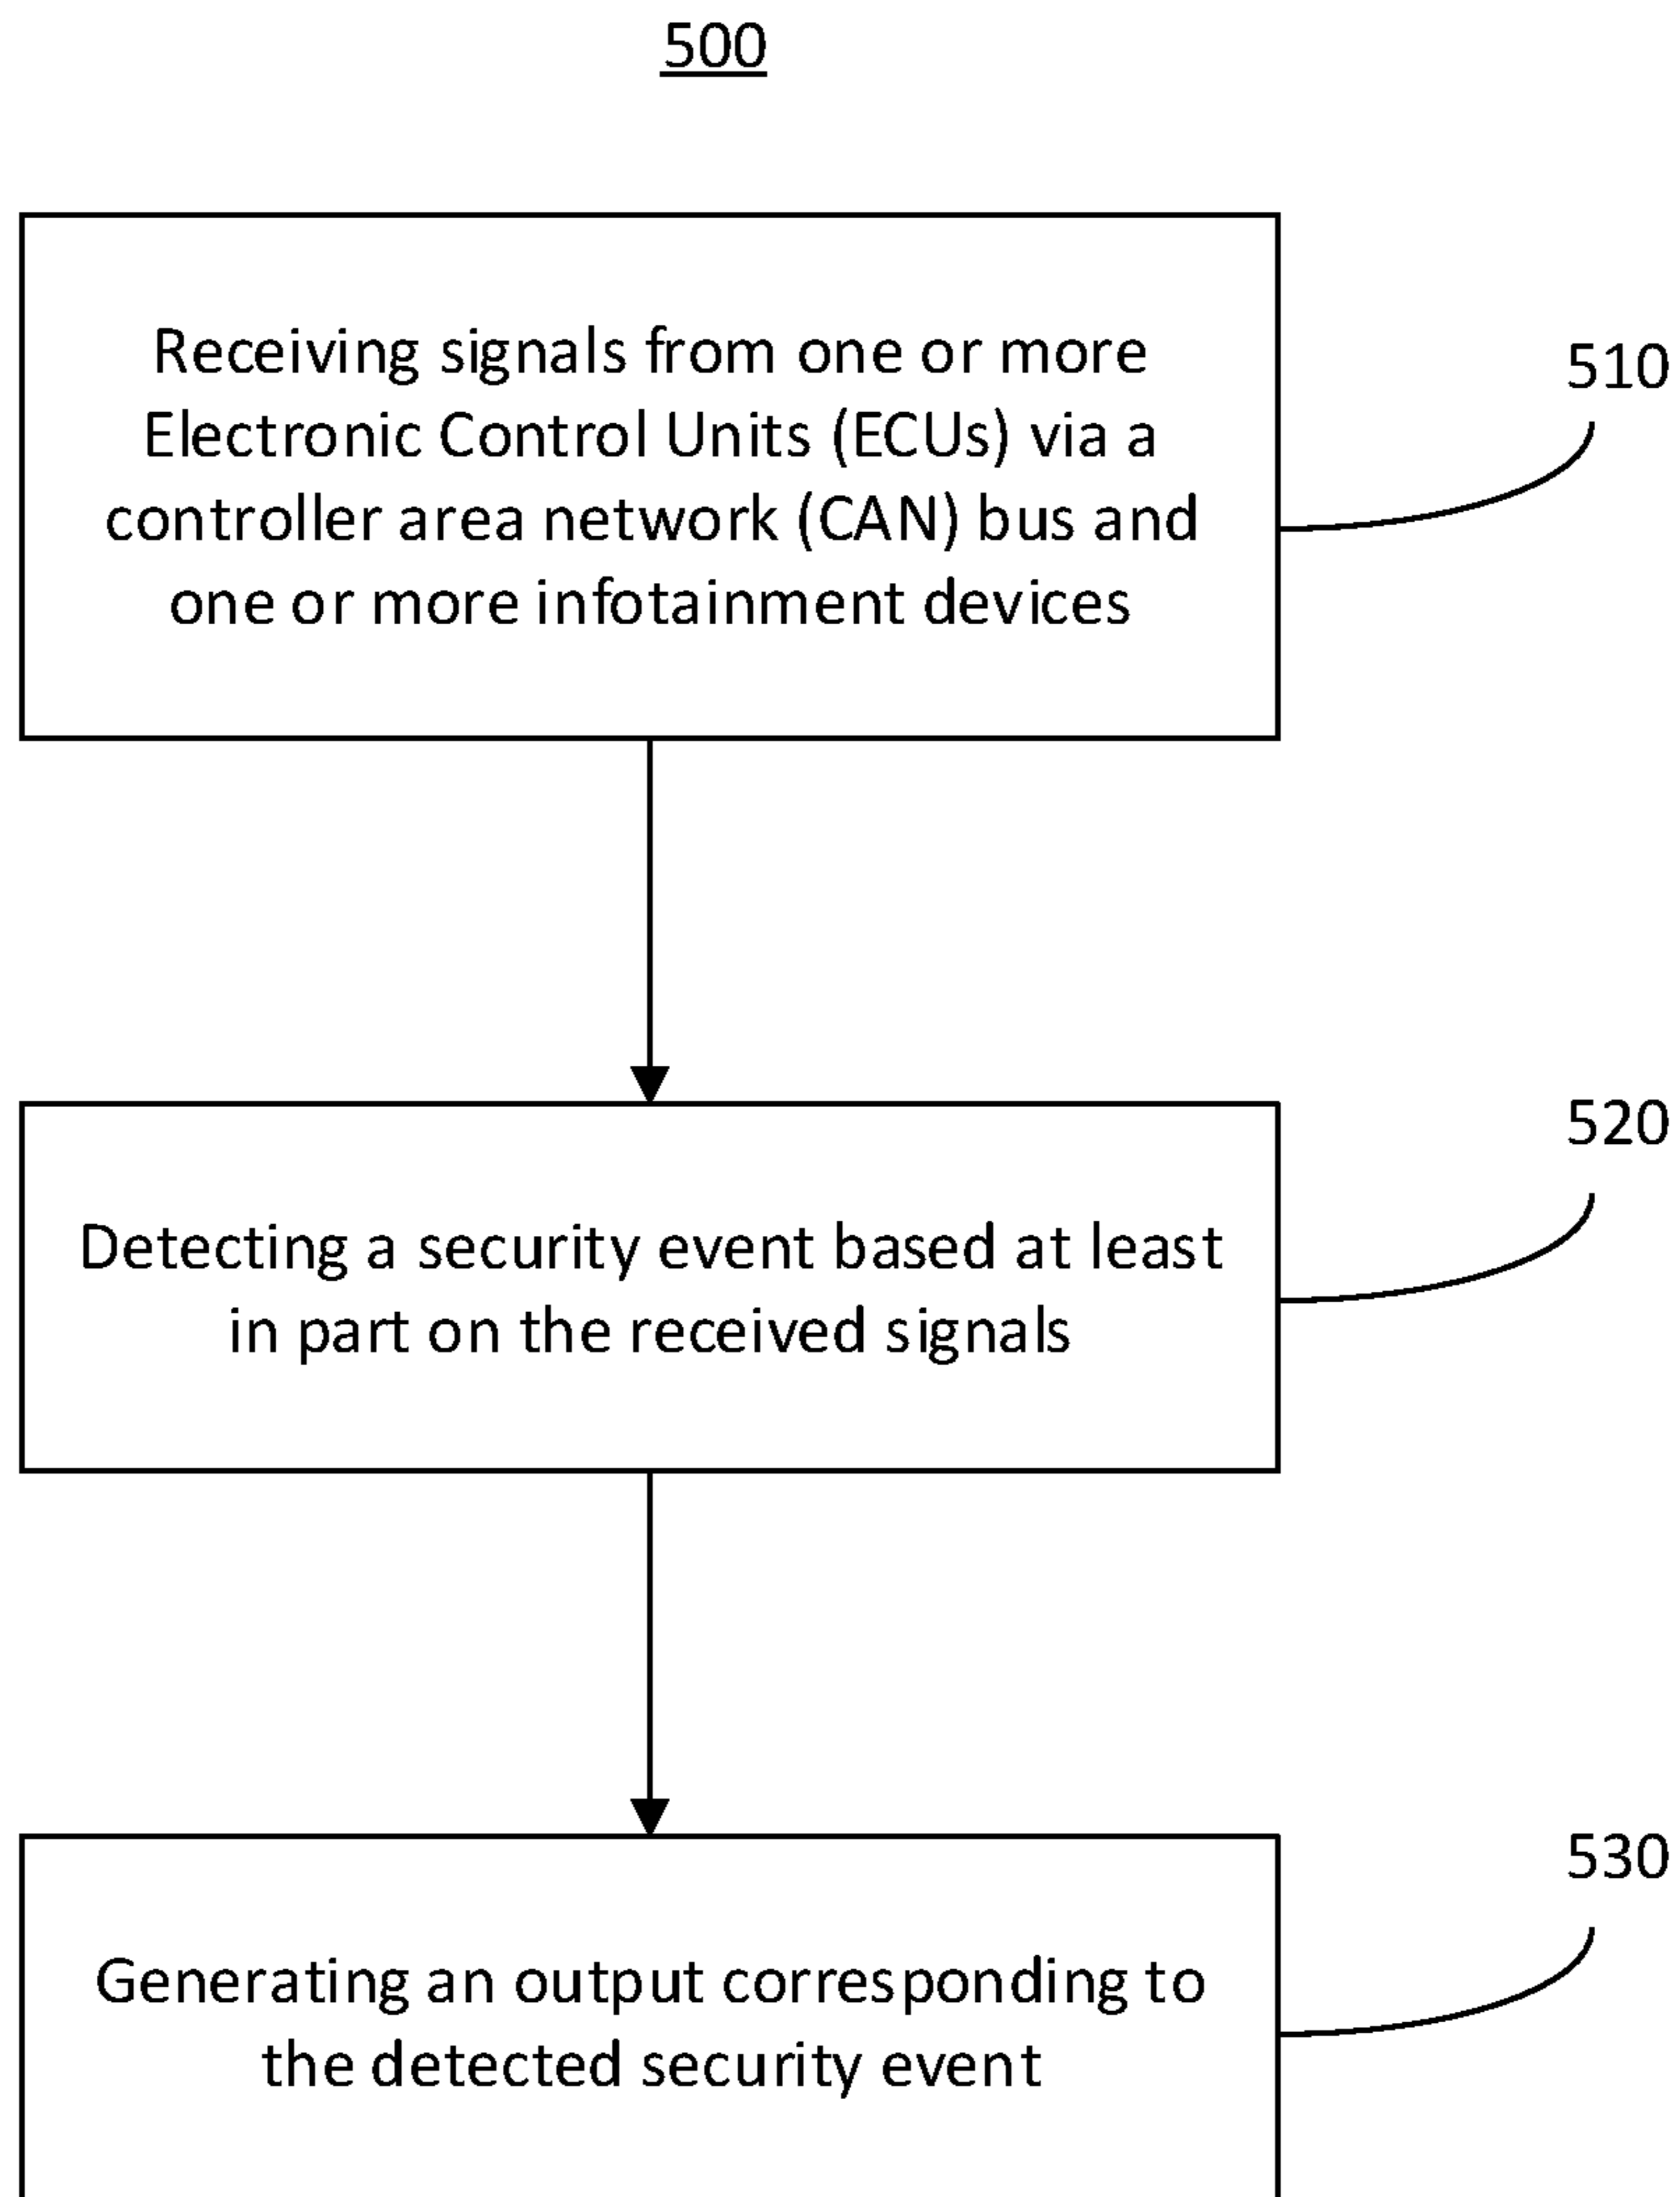 500
Receiving signals from one or more
Electronic Control Units (ECUs) via a
controller area network (CAN) bus and
one or more infotainment devices
510
Detecting a security event based at least
in part on the received signals
520
Generating an output corresponding to
the detected security event
530